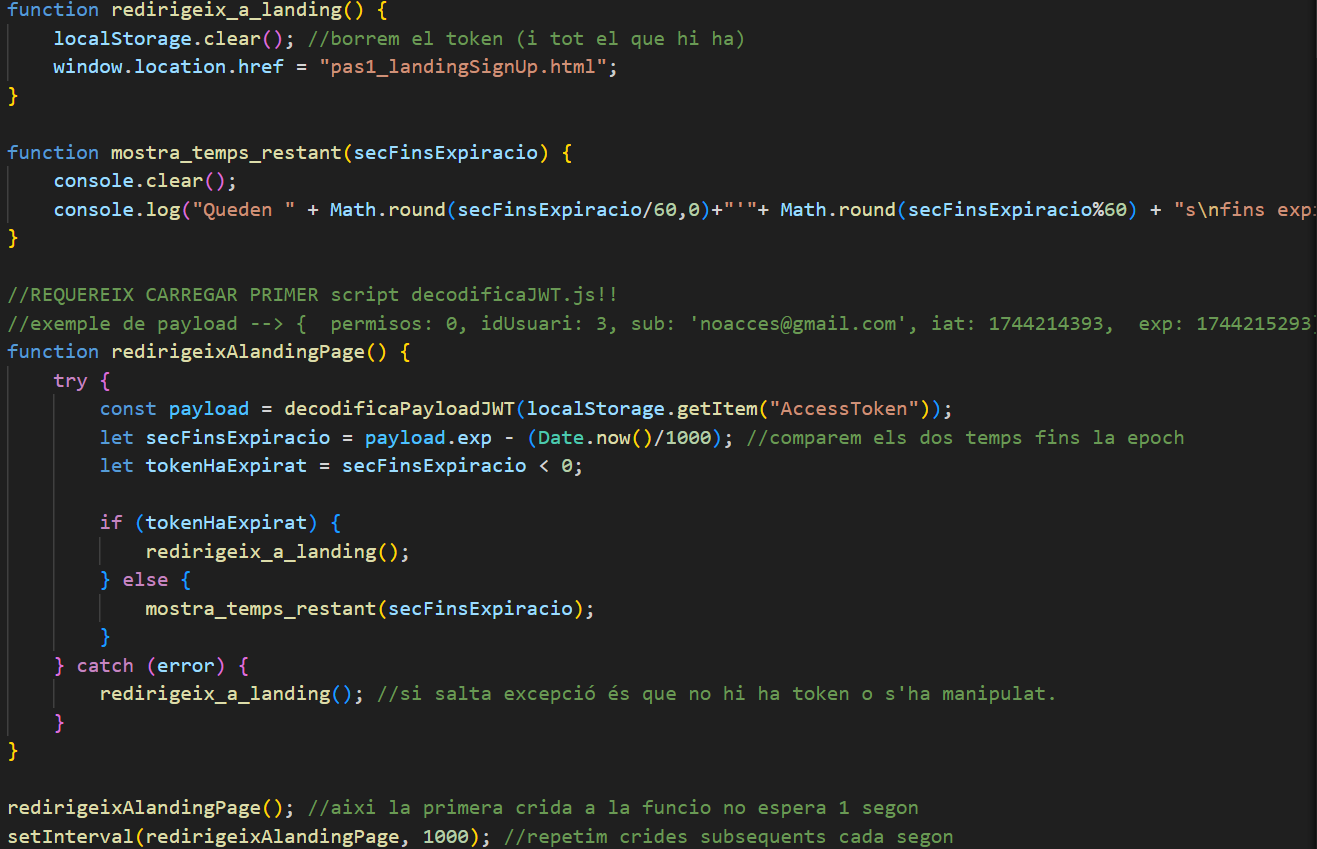 function redirigeix_a_landing() {
    localStorage.clear(); //borrem el token (i tot el que hi ha)
    window.location.href = "pas1_landingSignUp.html";
}

function mostra_temps_restant(secFinsExpiracio) {
    console.clear();
    console.log("Queden " + Math.round(secFinsExpiracio/60,0)+"'"+ Math.round(secFinsExpiracio%60) + "s\nfins exp
}

//REQUEREIX CARREGAR PRIMER script decodificaJWT.js!!
//exemple de payload --> {  permisos: 0, idUsuari: 3, sub: 'noacces@gmail.com', iat: 1744214393,  exp: 1744215293}
function redirigeixAlandingPage() {
    try {
        const payload = decodificaPayloadJWT(localStorage.getItem("AccessToken"));
        let secFinsExpiracio = payload.exp - (Date.now()/1000); //comparem els dos temps fins la epoch
        let tokenHaExpirat = secFinsExpiracio < 0;

        if (tokenHaExpirat) {
            redirigeix_a_landing();
        } else {
            mostra_temps_restant(secFinsExpiracio);
        }
    } catch (error) {
        redirigeix_a_landing(); //si salta excepció és que no hi ha token o s'ha manipulat.
    }
}

redirigeixAlandingPage(); //aixi la primera crida a la funcio no espera 1 segon
setInterval(redirigeixAlandingPage, 1000); //repetim crides subsequents cada segon